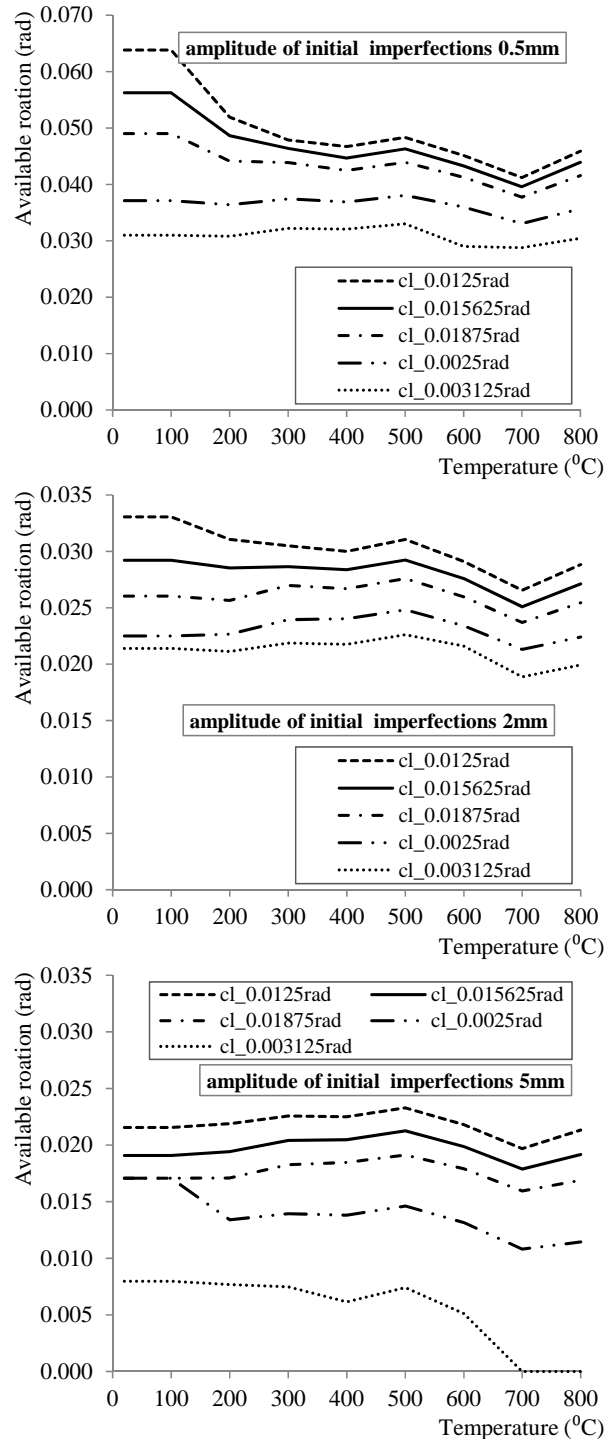 Available roation (rad)
0.070
0.060
0.050
0.040
0.030
0.020
0.010
0.000
amplitude of initial imperfections 0.5mm
cl_0.0125rad
cl_0.015625rad
cl_0.01875rad
cl_0.0025rad
cl_0.003125rad
0 100 200 300 400 500 600 700 800
Temperature (⁰C)
Available roation (rad)
0.035
0.030
0.025
0.020
0.015
0.010
0.005
0.000
amplitude of initial imperfections 2mm
cl_0.0125rad
cl_0.015625rad
cl_0.01875rad
cl_0.0025rad
cl_0.003125rad
0 100 200 300 400 500 600 700 800
Temperature (⁰C)
Available roation (rad)
0.035
0.030
0.025
0.020
0.015
0.010
0.005
0.000
cl_0.0125rad cl_0.015625rad
cl_0.01875rad cl_0.0025rad
cl_0.003125rad
amplitude of initial imperfections 5mm
0 100 200 300 400 500 600 700 800
Temperature (⁰C)